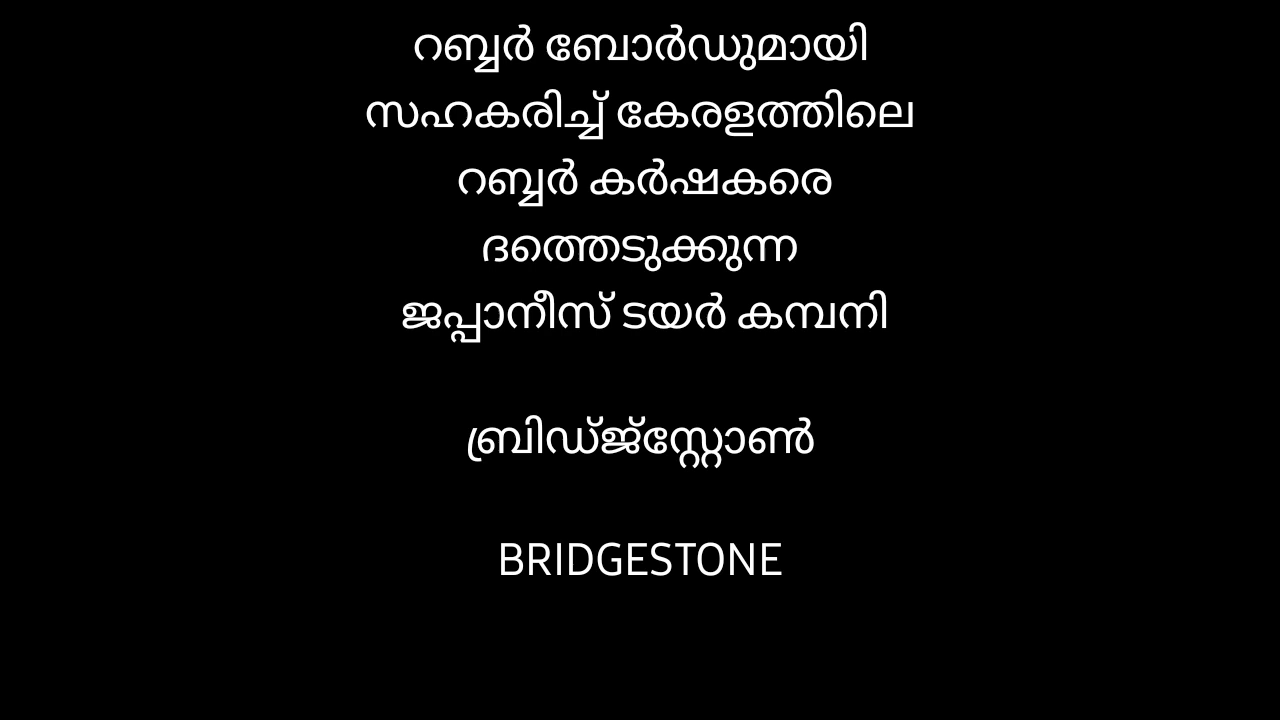 റബ്ബർ ബോർഡുമായി
സഹകരിച്ച് കേരളത്തിലെ
റബ്ബർ കർഷകരെ
ദത്തെടുക്കുന്ന
ജപ്പാനീസ് ടയർ കമ്പനി
ബ്രിഡ്ജ്സ്റ്റോൺ
BRIDGESTONE